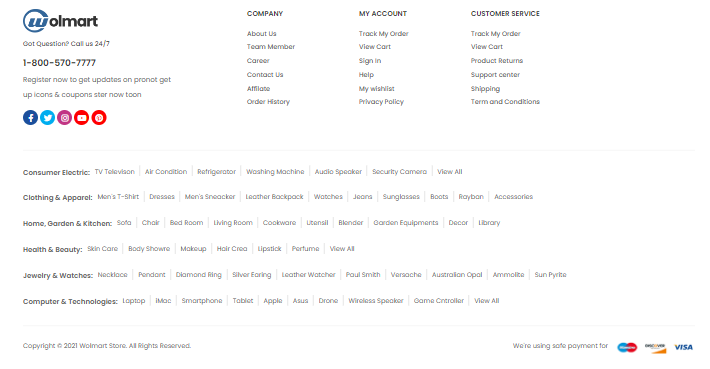 Wolmart
Got Question? Call us 24/7
1-800-570-7777
Register now to get updates on pronot get
up icons & coupons ster now toon
COMPANY
About Us
Team Member
Career
Contact Us
Affilate
Order History
MY ACCOUNT
Track My Order
View Cart
Sign In
Help
My wishlist
Privacy Policy
CUSTOMER SERVICE
Track My Order
View Cart
Product Returns
Support center
Shipping
Term and Conditions
Consumer Electric: TV Televison Air Condition Refrigerator Washing Machine Audio Speaker Security Camera View All
Clothing & Apparel: Men's T-Shirt Dresses Men's Sneacker Leather Backpack Watches Jeans Sunglasses Boots Rayban Accessories
Home, Garden & Kitchen: Sofa Chair Bed Room Living Room Cookware Utensil Blender Garden Equipments Decor Library
Health & Beauty: Skin Care Body Showre Makeup Hair Crea Lipstick Perfume View All
Jewelry & Watches: Necklace Pendant Diamond Ring Silver Earing Leather Watcher Paul Smith Versache Australian Opal Ammolite Sun Pyrite
Computer & Technologies: Laptop IMac Smartphone Tablet Apple Asus Drone Wireless Speaker Game Cntroller View All
Copyright © 2021 Wolmart Store. All Rights Reserved.
We're using safe payment for DISCOVER VISA